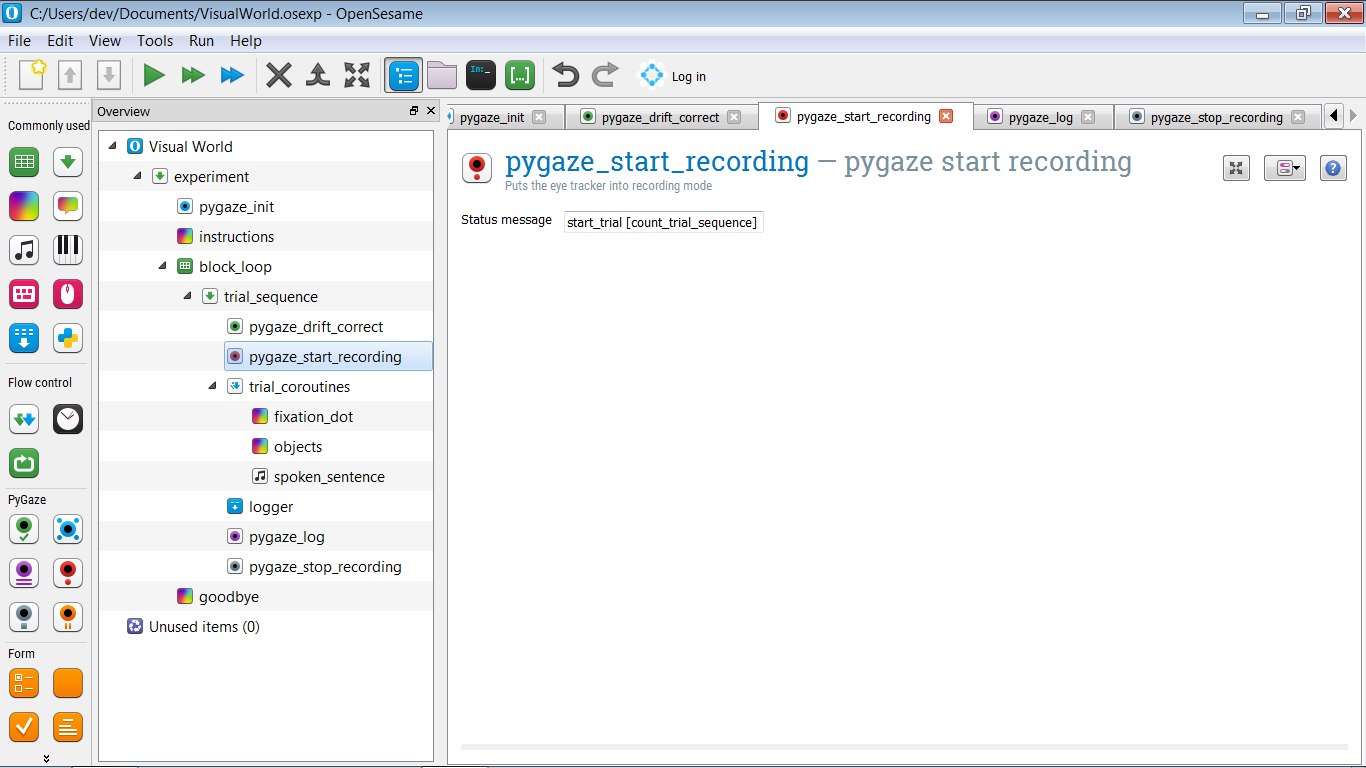 C:/Users/dev/Documents/VisualWorld.osexp - OpenSesame
File Edit View Tools Run Help
In:_ [...] Log in
Commonly used
Flow control
PyGaze
Form
Overview
Visual World
experiment
pygaze_init
instructions
block_loop
trial_sequence
pygaze_drift_correct
pygaze_start_recording
trial_coroutines
fixation_dot
objects
spoken_sentence
logger
pygaze_log
pygaze_stop_recording
goodbye
Unused items (0)
pygaze_init pygaze_drift_correct pygaze_start_recording pygaze_log pygaze_stop_recording
pygaze_start_recording — pygaze start recording
Puts the eye tracker into recording mode
Status message start_trial [count_trial_sequence]